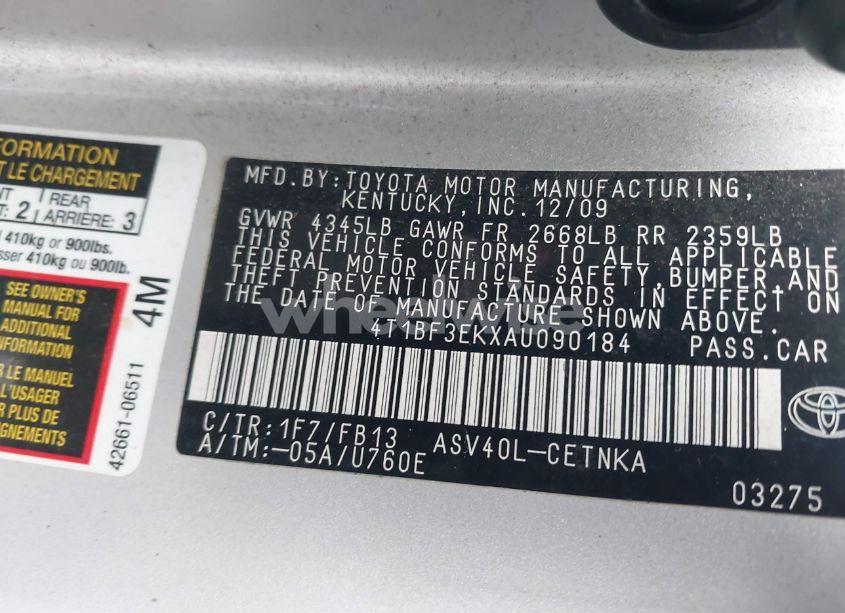 FORMATION
T LE CHARGEMENT
NT
T: 2
REAR
ARRIÈRE: 3
410kg or 900lbs.
sser 410kg ou 900lb.
SEE OWNER'S
MANUAL FOR
ADDITIONAL
INFORMATION
R LE MANUEL
L'USAGER
R PLUS DE
GNEMENTS
4M
42661-06511
MFD.BY:TOYOTA MOTOR MANUFACTURING,
KENTUCKY,INC.12/09
GVWR 4345LB GAWR FR 2668LB RR 2359LB
THIS VEHICLE CONFORMS TO ALL APPLICABLE
FEDERAL MOTOR VEHICLE SAFETY,BUMPER,AND
THEFT PREVENTION STANDARDS IN EFFECT ON
THE DATE OF MANUFACTURE SHOWN ABOVE.
4T1BF3EKXAU090184 PASS.CAR
C/TR:1F7/FB13 ASV40L-CETNKA
A/TM:-05A/U760E
03275